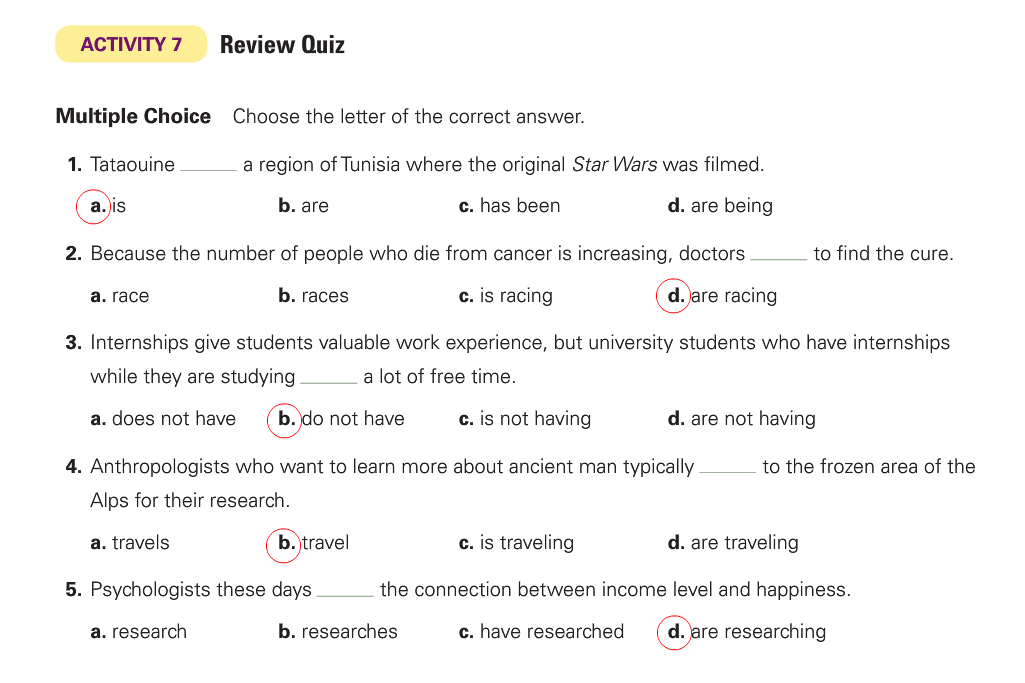 ACTIVITY 7 Review Quiz
Multiple Choice Choose the letter of the correct answer.
1. Tataouine ______ a region of Tunisia where the original Star Wars was filmed.
a. is b. are c. has been d. are being
2. Because the number of people who die from cancer is increasing, doctors ______ to find the cure.
a. race b. races c. is racing d. are racing
3. Internships give students valuable work experience, but university students who have internships
while they are studying ______ a lot of free time.
a. does not have b. do not have c. is not having d. are not having
4. Anthropologists who want to learn more about ancient man typically ______ to the frozen area of the
Alps for their research.
a. travels b. travel c. is traveling d. are traveling
5. Psychologists these days ______ the connection between income level and happiness.
a. research b. researches c. have researched d. are researching